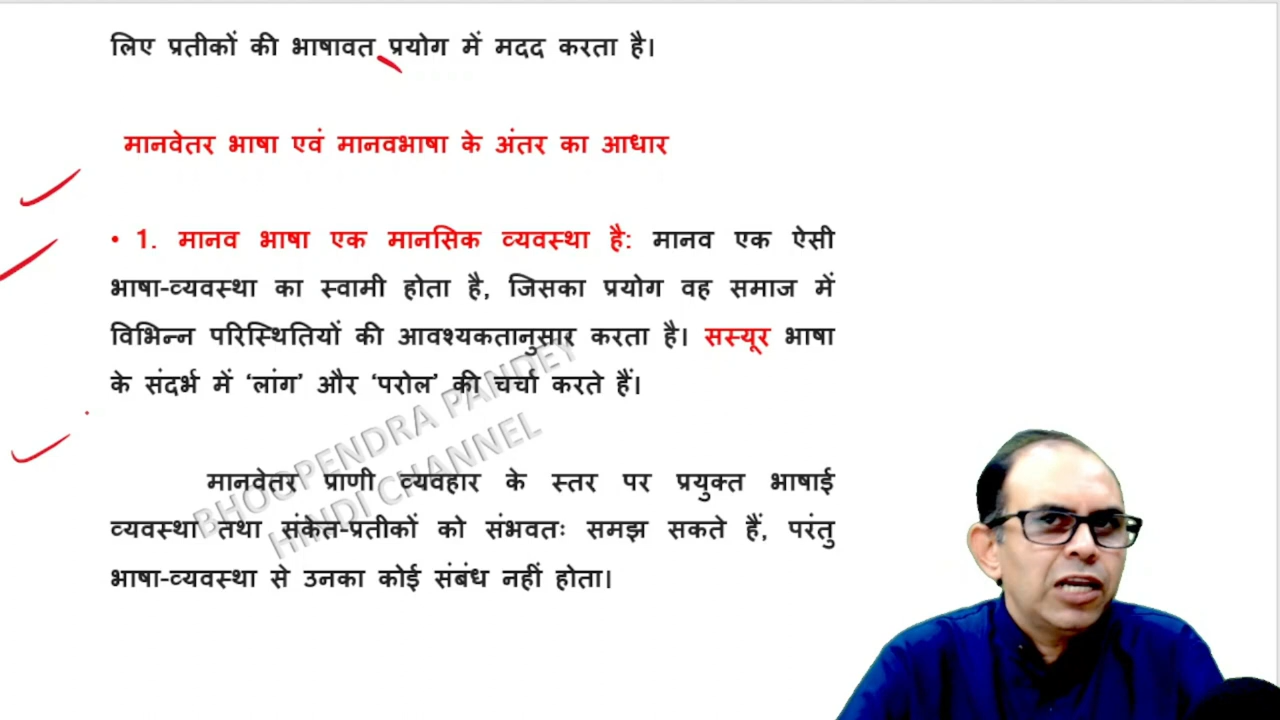 लिए प्रतीकों की भाषावत प्रयोग में मदद करता है।
मानवेतर भाषा एवं मानवभाषा के अंतर का आधार
• 1. मानव भाषा एक मानसिक व्यवस्था है: मानव एक ऐसी
भाषा-व्यवस्था का स्वामी होता है, जिसका प्रयोग वह समाज में
विभिन्न परिस्थितियों की आवश्यकतानुसार करता है। सस्यूर भाषा
के संदर्भ में ‘लांग’ और ‘परोल’ की चर्चा करते हैं।
मानवेतर प्राणी व्यवहार के स्तर पर प्रयुक्त भाषाई
व्यवस्था तथा संकेत-प्रतीकों को संभवतः समझ सकते हैं, परंतु
भाषा-व्यवस्था से उनका कोई संबंध नहीं होता।
BHOOPENDRA PANDEY
HINDI CHANNEL